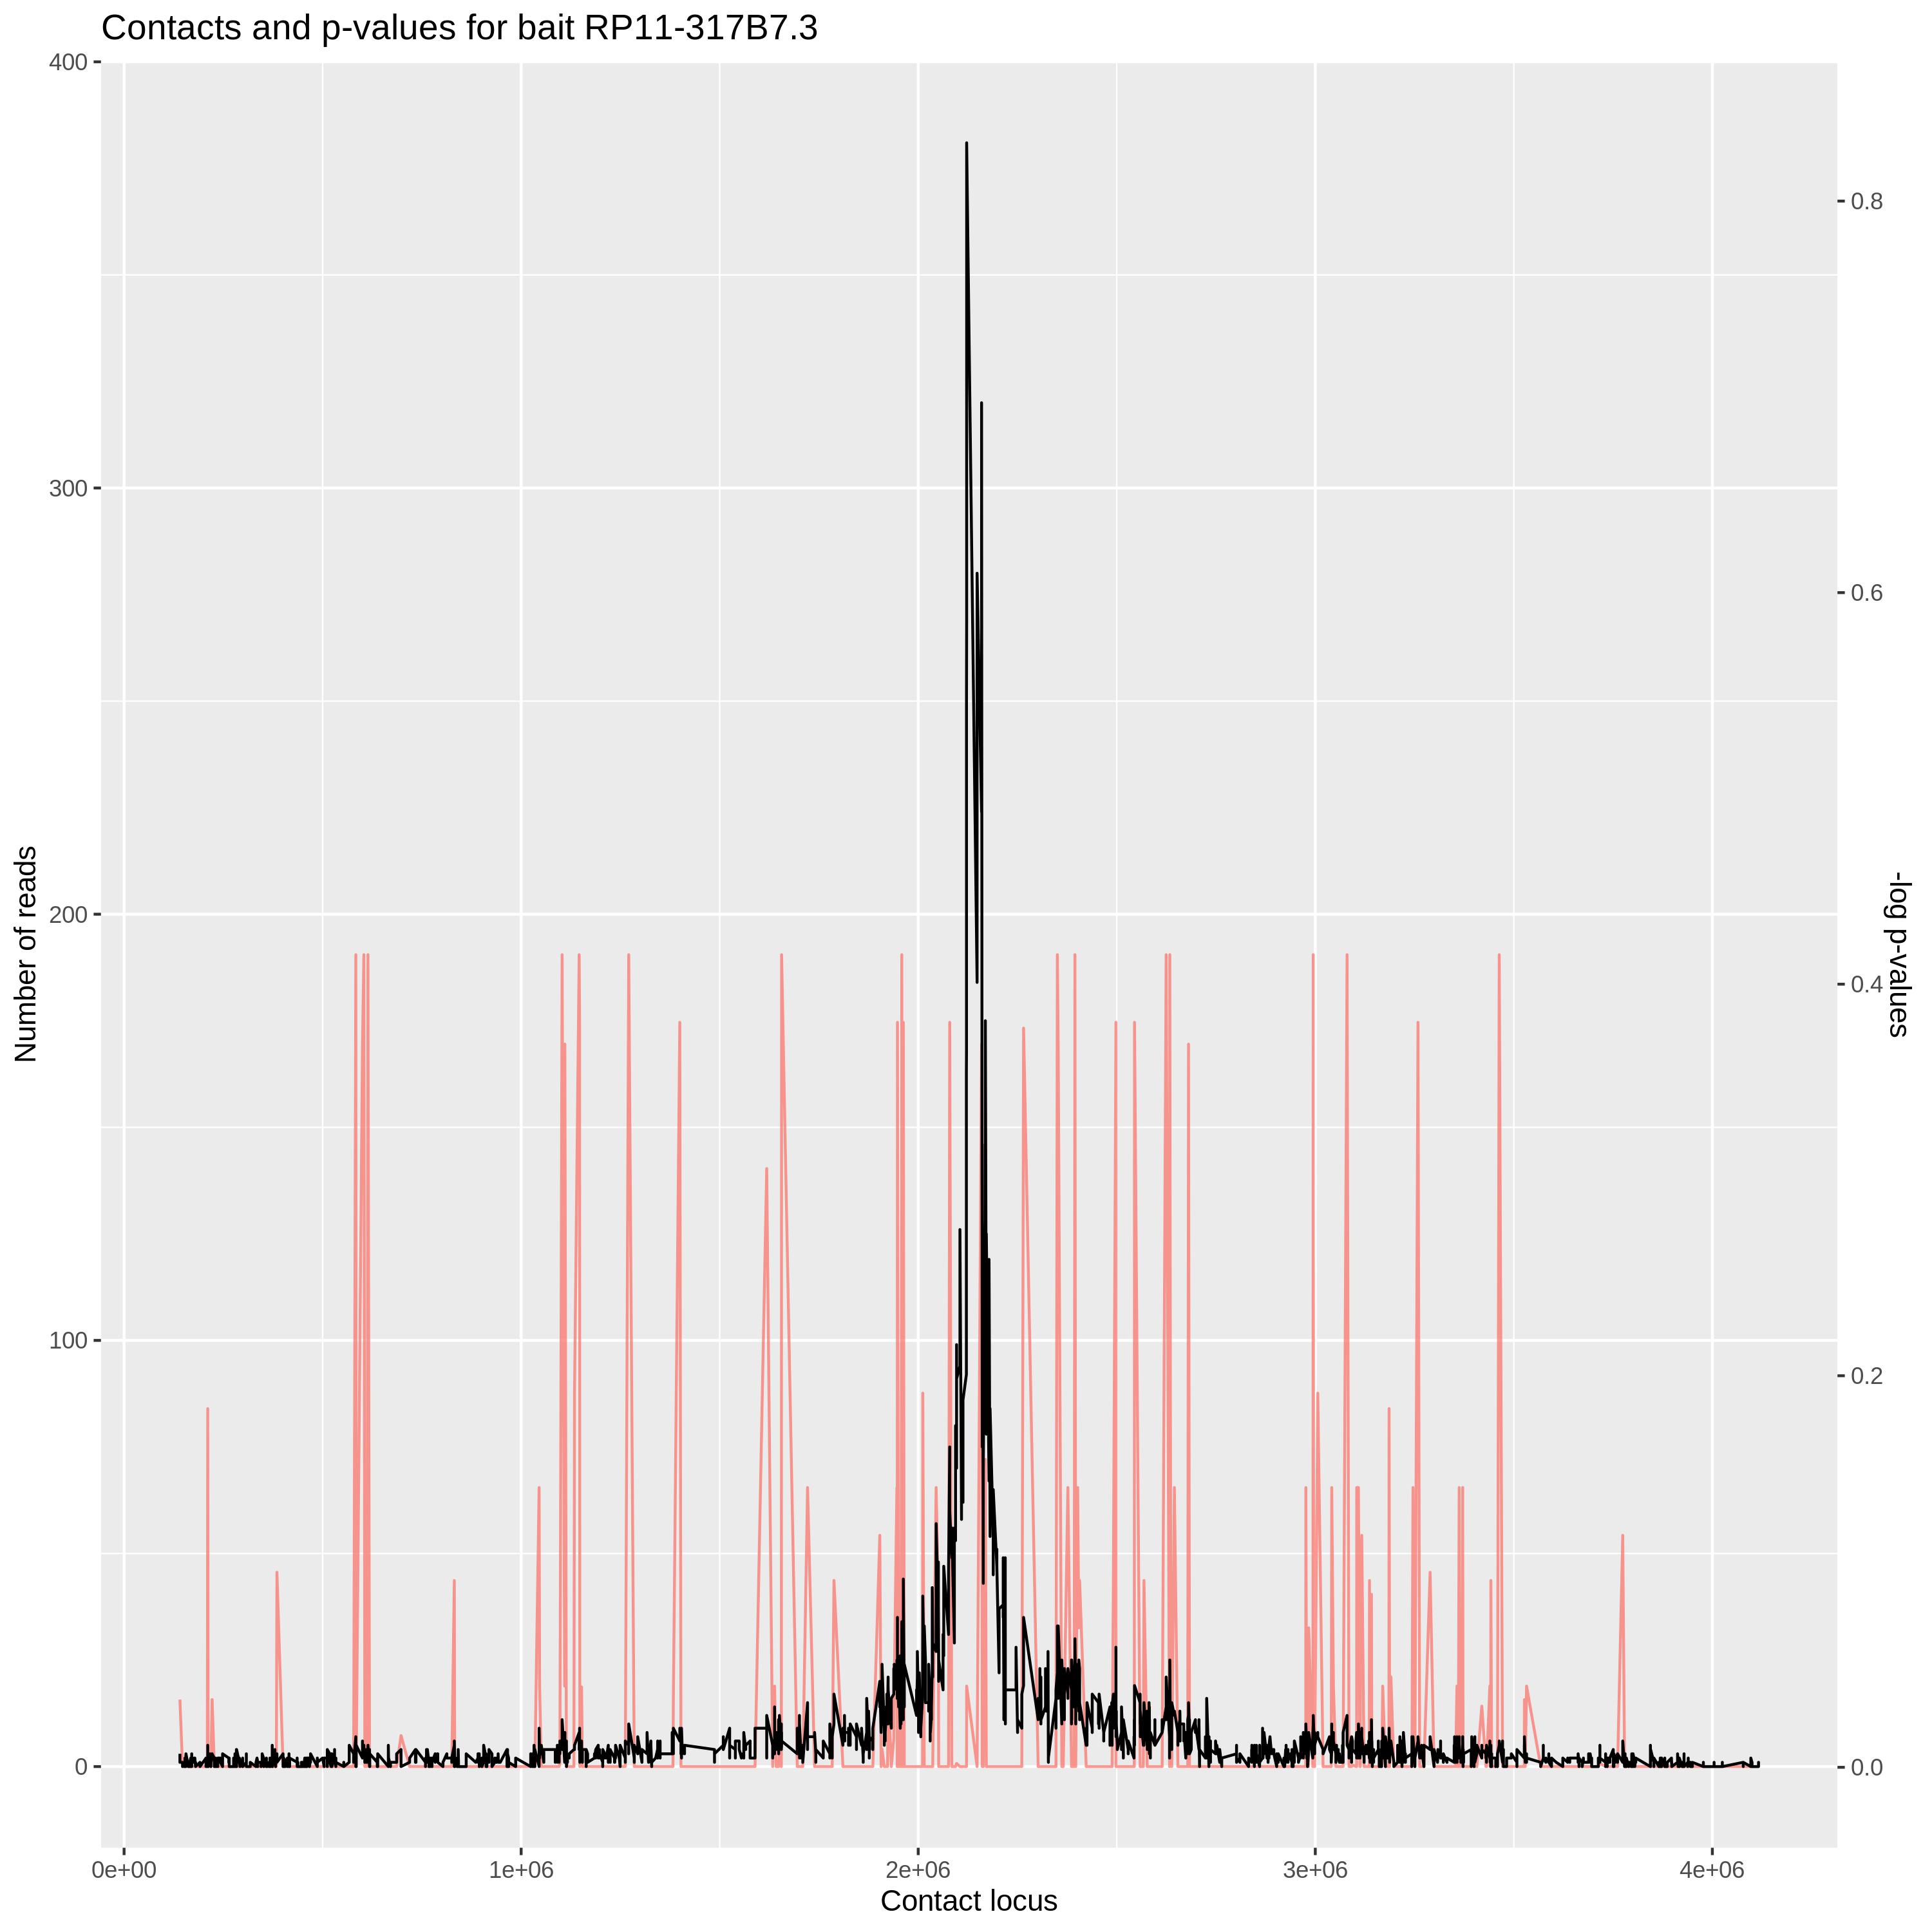 Contacts and p-values for bait RP11-317B7.3
400
300
200
100
0
Number of reads
0.8
0.6
0.4
0.2
0.0
-log p-values
0e+00 1e+06 2e+06 3e+06 4e+06
Contact locus